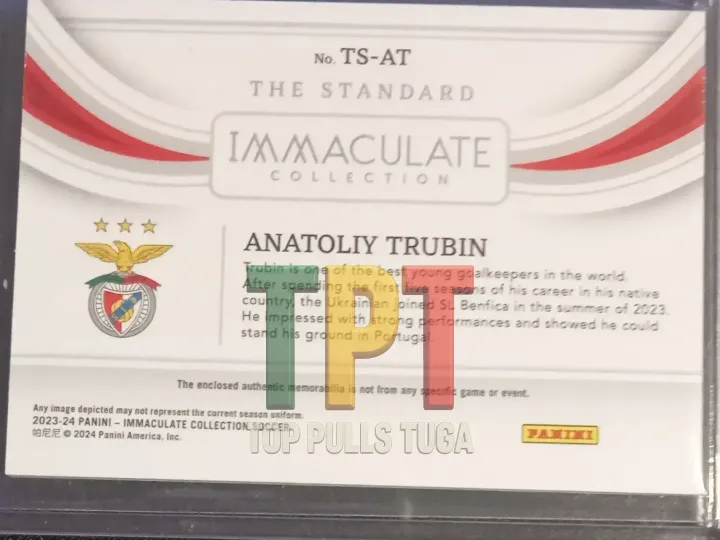 No. TS-AT
THE STANDARD
IMMACULATE
COLLECTION
ANATOLIY TRUBIN
Trubin is one of the best young goalkeepers in the world.
After spending the first five seasons of his career in his native
country, the Ukrainian joined SL Benfica in the summer of 2023.
He impressed with strong performances and showed he could
stand his ground in Portugal.
TPT
TOP PULLS TUGA
The enclosed authentic memorabilia is not from any specific game or event.
Any image depicted may not represent the current season uniform.
2023-24 PANINI – IMMACULATE COLLECTION SOCCER
帕尼尼 © 2024 Panini America, Inc.
PANINI